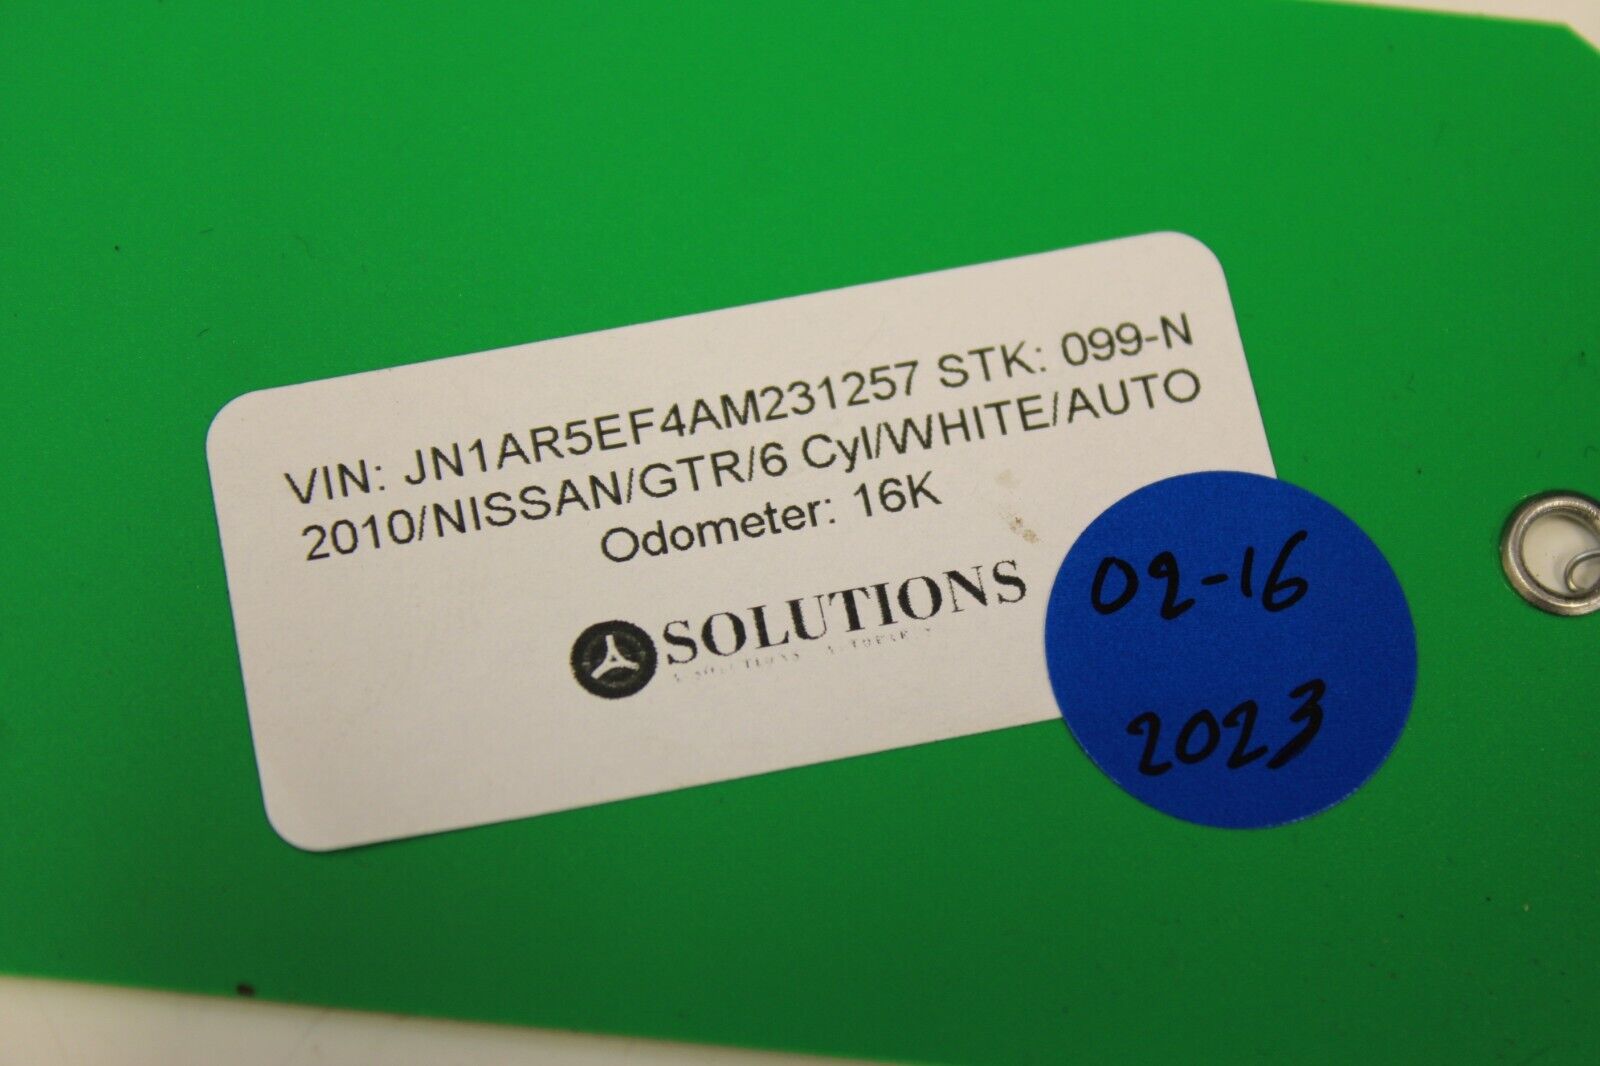 VIN: JN1AR5EF4AM231257 STK: 099-N
2010/NISSAN/GTR/6 Cyl/WHITE/AUTO
Odometer: 16K
SOLUTIONS
02-16
2023